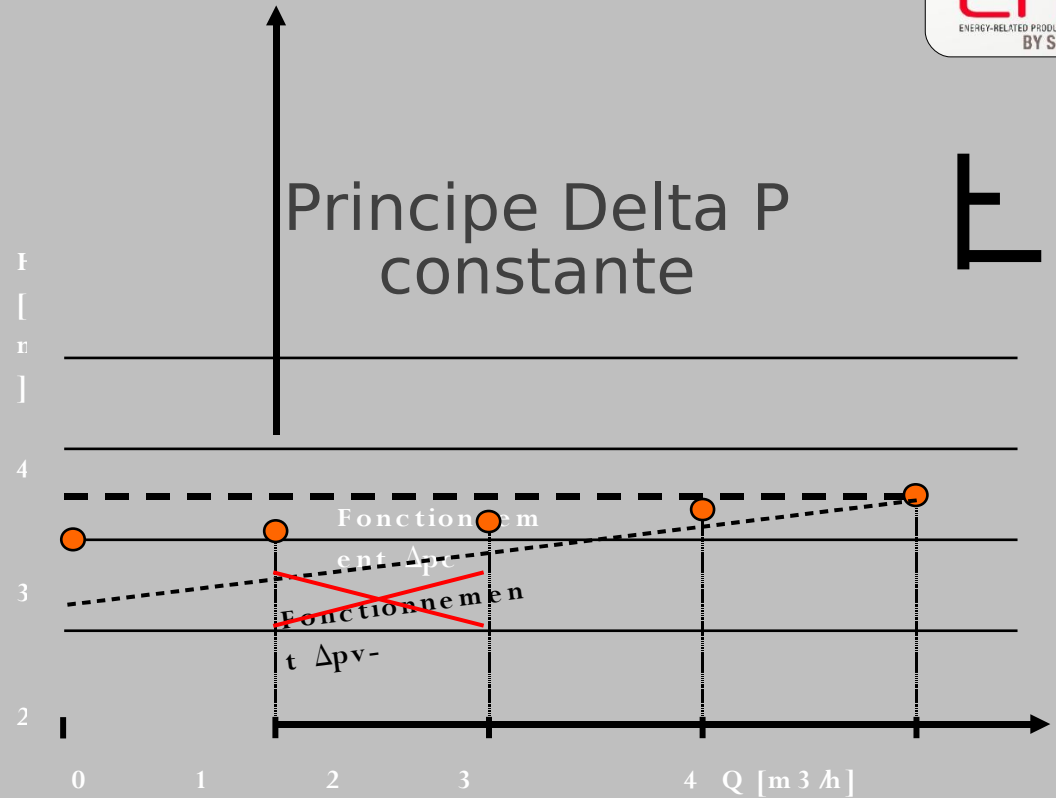 ENERGY-RELATED
BY S
Principe Delta P
constante
[
]
4
Fonctionnem
ent Δpc
3
Fonctionnemen
t Δpv-
2
0 1 2 3 4 Q [m3/h]